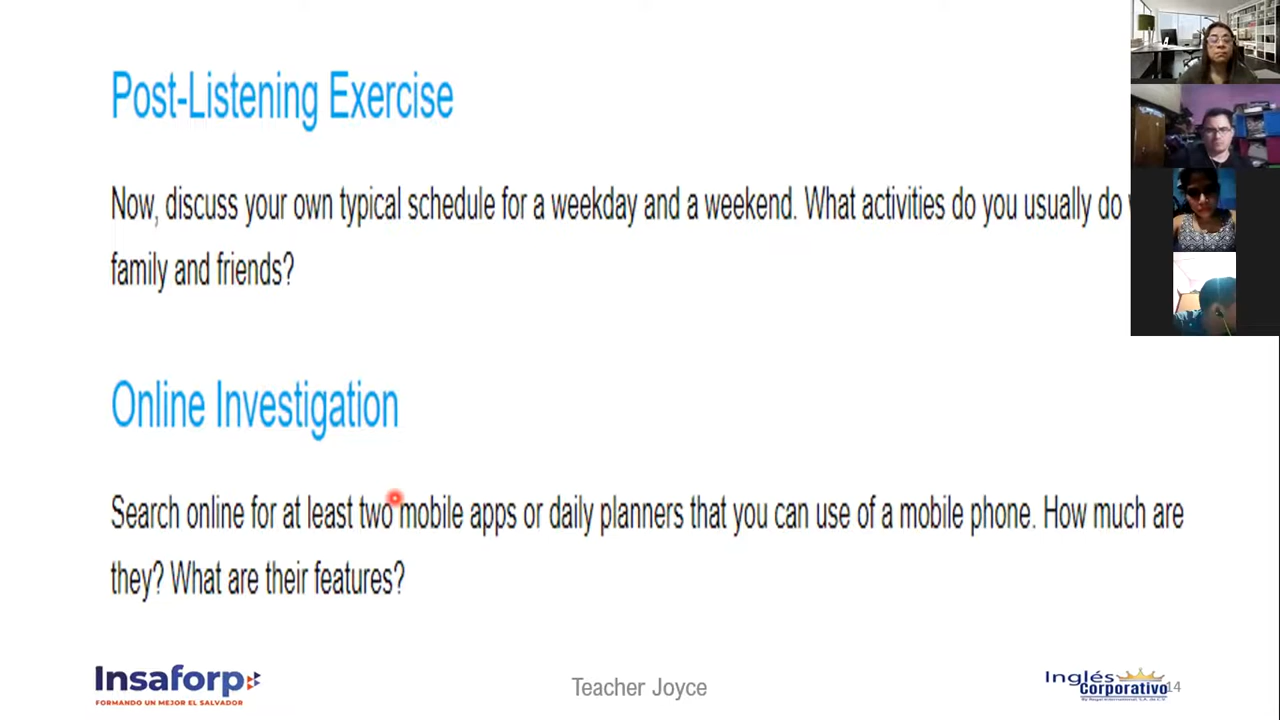 Post-Listening Exercise
Now, discuss your own typical schedule for a weekday and a weekend. What activities do you usually do
family and friends?
Online Investigation
Search online for at least two mobile apps or daily planners that you can use of a mobile phone. How much are
they? What are their features?
Insaforp
FORMANDO UN MEJOR EL SALVADOR
Teacher Joyce
Inglés
Corporativo
14